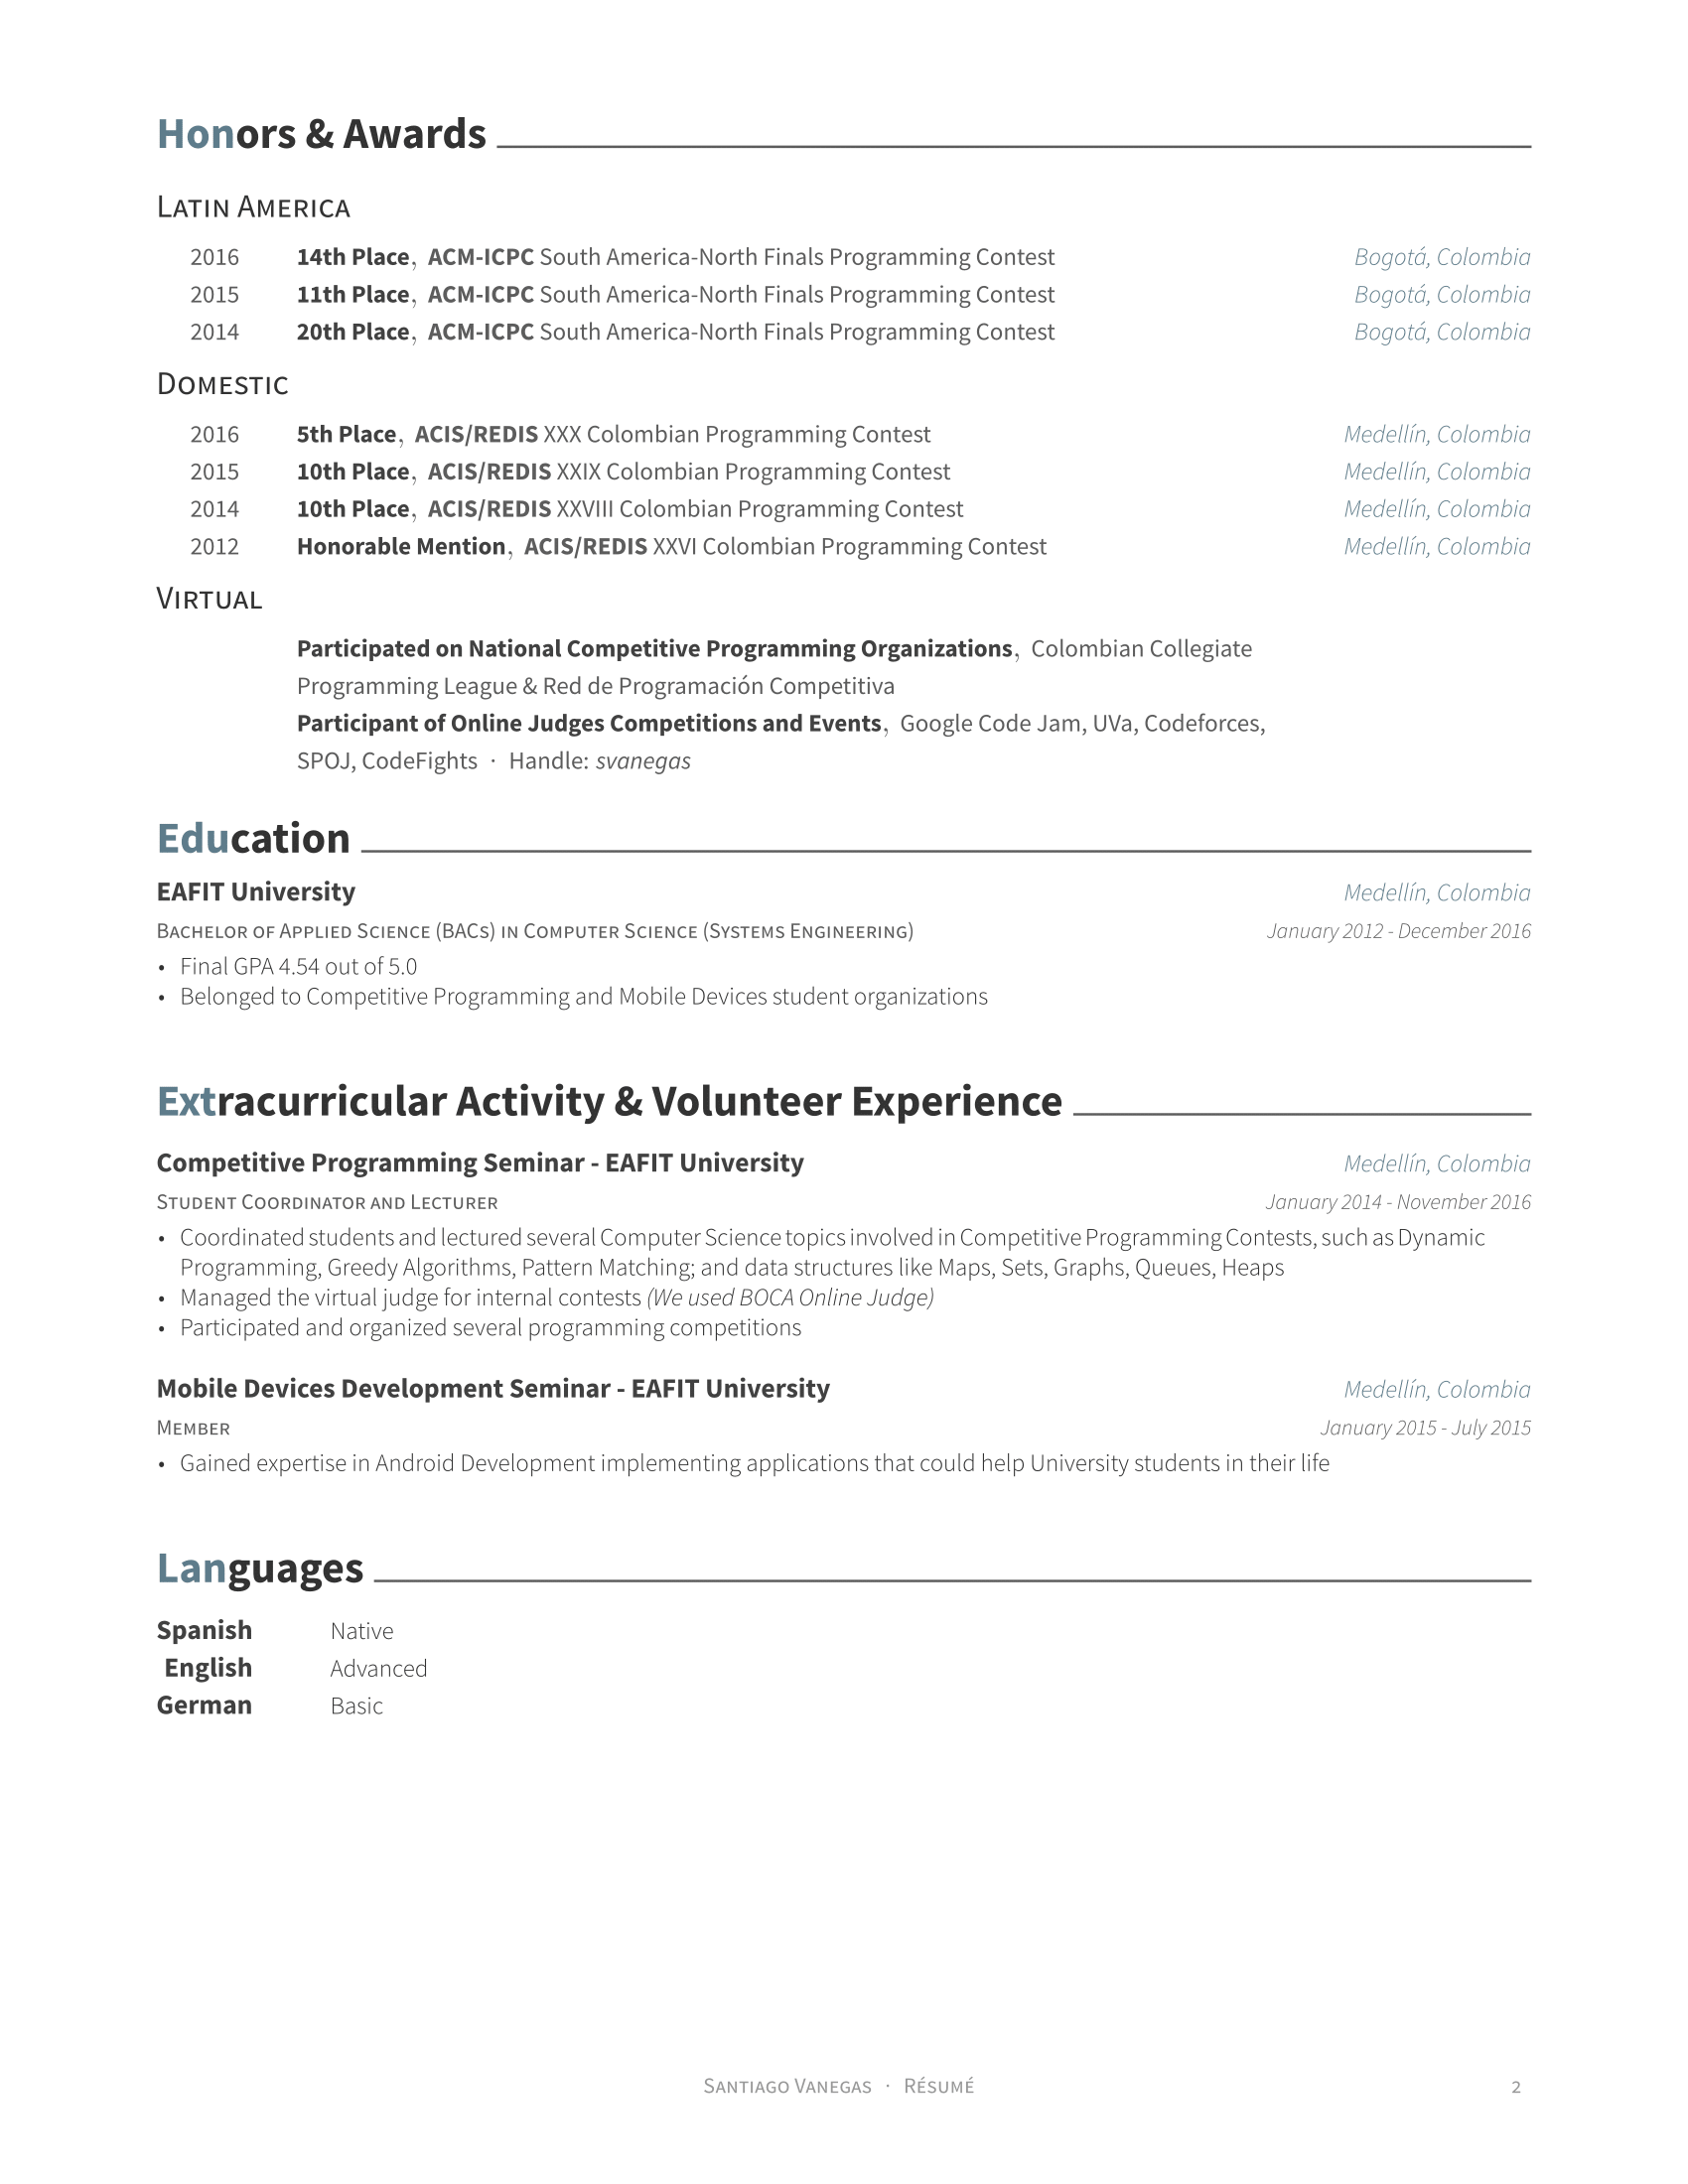 Honors & Awards
Latin America
2016 14th Place, ACM-ICPC South America-North Finals Programming Contest Bogotá, Colombia
2015 11th Place, ACM-ICPC South America-North Finals Programming Contest Bogotá, Colombia
2014 20th Place, ACM-ICPC South America-North Finals Programming Contest Bogotá, Colombia
Domestic
2016 5th Place, ACIS/REDIS XXX Colombian Programming Contest Medellín, Colombia
2015 10th Place, ACIS/REDIS XXIX Colombian Programming Contest Medellín, Colombia
2014 10th Place, ACIS/REDIS XXVIII Colombian Programming Contest Medellín, Colombia
2012 Honorable Mention, ACIS/REDIS XXVI Colombian Programming Contest Medellín, Colombia
Virtual
Participated on National Competitive Programming Organizations, Colombian Collegiate
Programming League & Red de Programación Competitiva
Participant of Online Judges Competitions and Events, Google Code Jam, UVa, Codeforces,
SPOJ, CodeFights · Handle: svanegas
Education
EAFIT University Medellín, Colombia
Bachelor of Applied Science (BACs) in Computer Science (Systems Engineering) January 2012 - December 2016
• Final GPA 4.54 out of 5.0
• Belonged to Competitive Programming and Mobile Devices student organizations
Extracurricular Activity & Volunteer Experience
Competitive Programming Seminar - EAFIT University Medellín, Colombia
Student Coordinator and Lecturer January 2014 - November 2016
• Coordinated students and lectured several Computer Science topics involved in Competitive Programming Contests, such as Dynamic
Programming, Greedy Algorithms, Pattern Matching; and data structures like Maps, Sets, Graphs, Queues, Heaps
• Managed the virtual judge for internal contests (We used BOCA Online Judge)
• Participated and organized several programming competitions
Mobile Devices Development Seminar - EAFIT University Medellín, Colombia
Member January 2015 - July 2015
• Gained expertise in Android Development implementing applications that could help University students in their life
Languages
Spanish Native
English Advanced
German Basic
Santiago Vanegas · Résumé 2